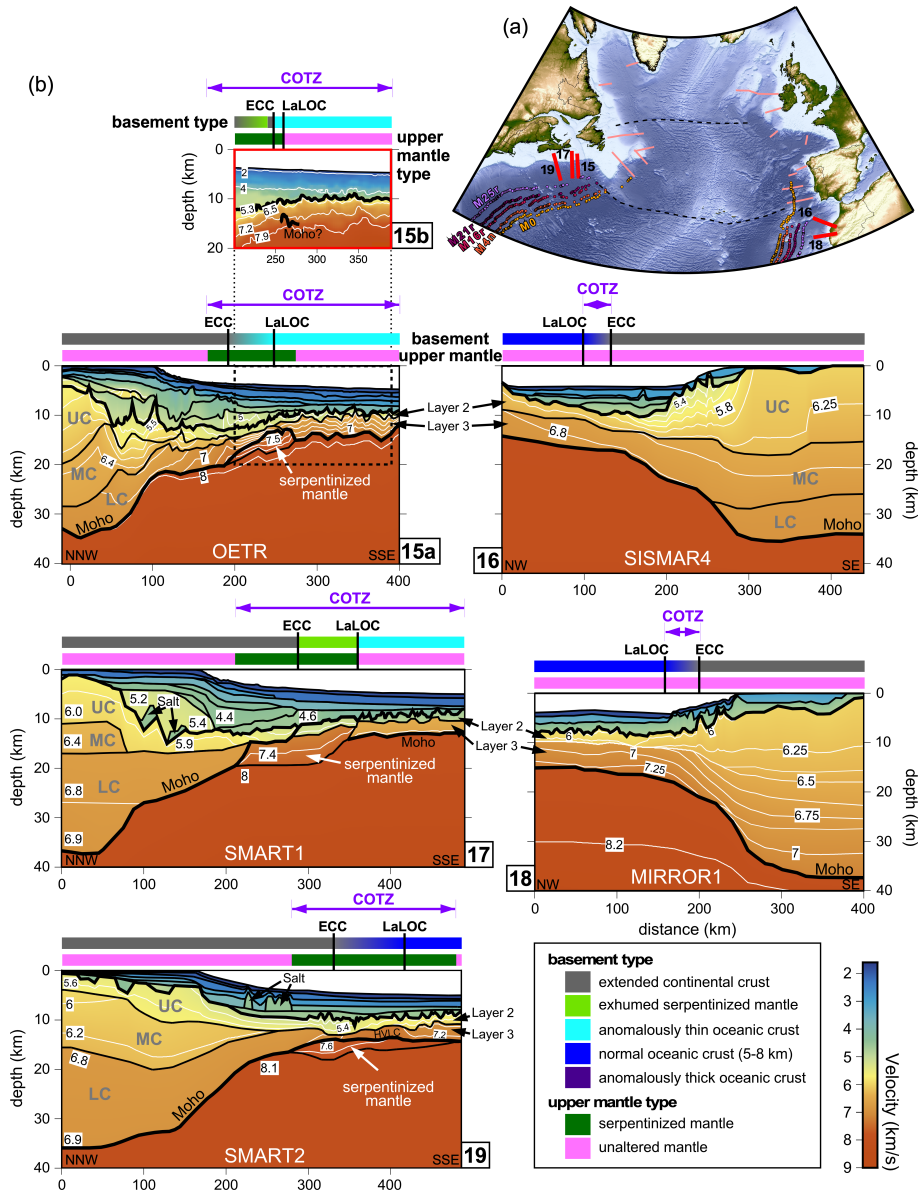 (a)
(b)
COTZ
ECC LaLOC
basement type
upper mantle type
0
10
20
depth (km)
2
4
5.3
6.5
7.2
7.9
Moho?
15b
250 300 350
17
19
15
16
18
M25r
M21r
M16r
M4n
M0
COTZ
ECC LaLOC
basement
upper mantle
0
10
20
30
40
depth (km)
UC
MC
LC
5.5
5
6.4
7
7.5
7
8
serpentinized
mantle
Moho
NNW
OETR
SSE
15a
0 100 200 300 400
Layer 2
Layer 3
COTZ
LaLOC ECC
0
10
20
30
40
depth (km)
5.4
5.8
6.25
6.8
UC
MC
LC
Moho
16
NW
SISMAR4
SE
0 100 200 300 400
COTZ
ECC LaLOC
0
10
20
30
40
depth (km)
6.0
6.4
6.8
6.9
UC
MC
LC
5.2
Salt
5.4
4.4
4.6
5.9
7.4
8
serpentinized
mantle
Moho
Moho
NNW
SMART1
SSE
17
0 100 200 300 400
Layer 2
Layer 3
COTZ
LaLOC ECC
0
10
20
30
40
depth (km)
6
6
7
7.25
6.25
6.5
6.75
7
8.2
Moho
18
NW
MIRROR1
SE
0 100 200 300 400
distance (km)
COTZ
ECC LaLOC
0
10
20
30
40
depth (km)
5.6
6
6.2
6.8
6.9
UC
MC
LC
Salt
5.4
HVLC
7.2
7.6
8.1
serpentinized
mantle
Moho
NNW
SMART2
SSE
19
0 100 200 300 400
Layer 2
Layer 3
basement type
extended continental crust
exhumed serpentinized mantle
anomalously thin oceanic crust
normal oceanic crust (5-8 km)
anomalously thick oceanic crust
upper mantle type
serpentinized mantle
unaltered mantle
2
3
4
5
6
7
8
9
Velocity (km/s)